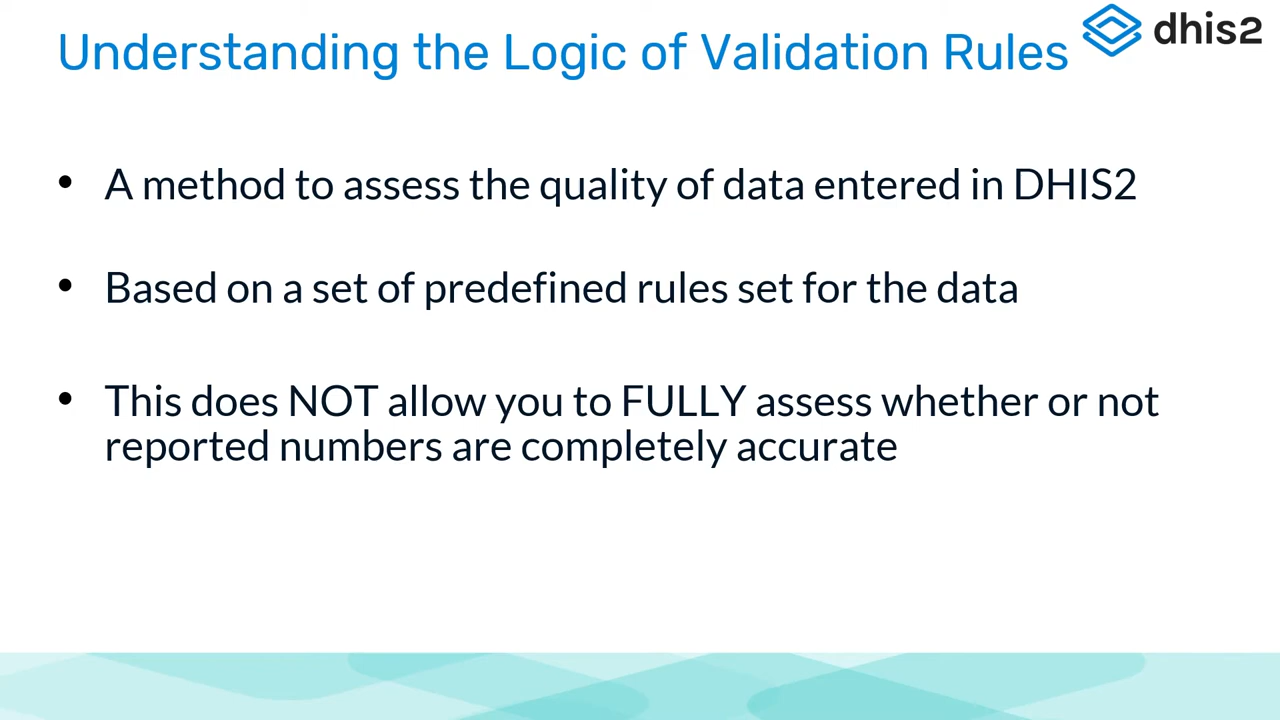 Understanding the Logic of Validation Rules
dhis2
• A method to assess the quality of data entered in DHIS2
• Based on a set of predefined rules set for the data
• This does NOT allow you to FULLY assess whether or not
reported numbers are completely accurate